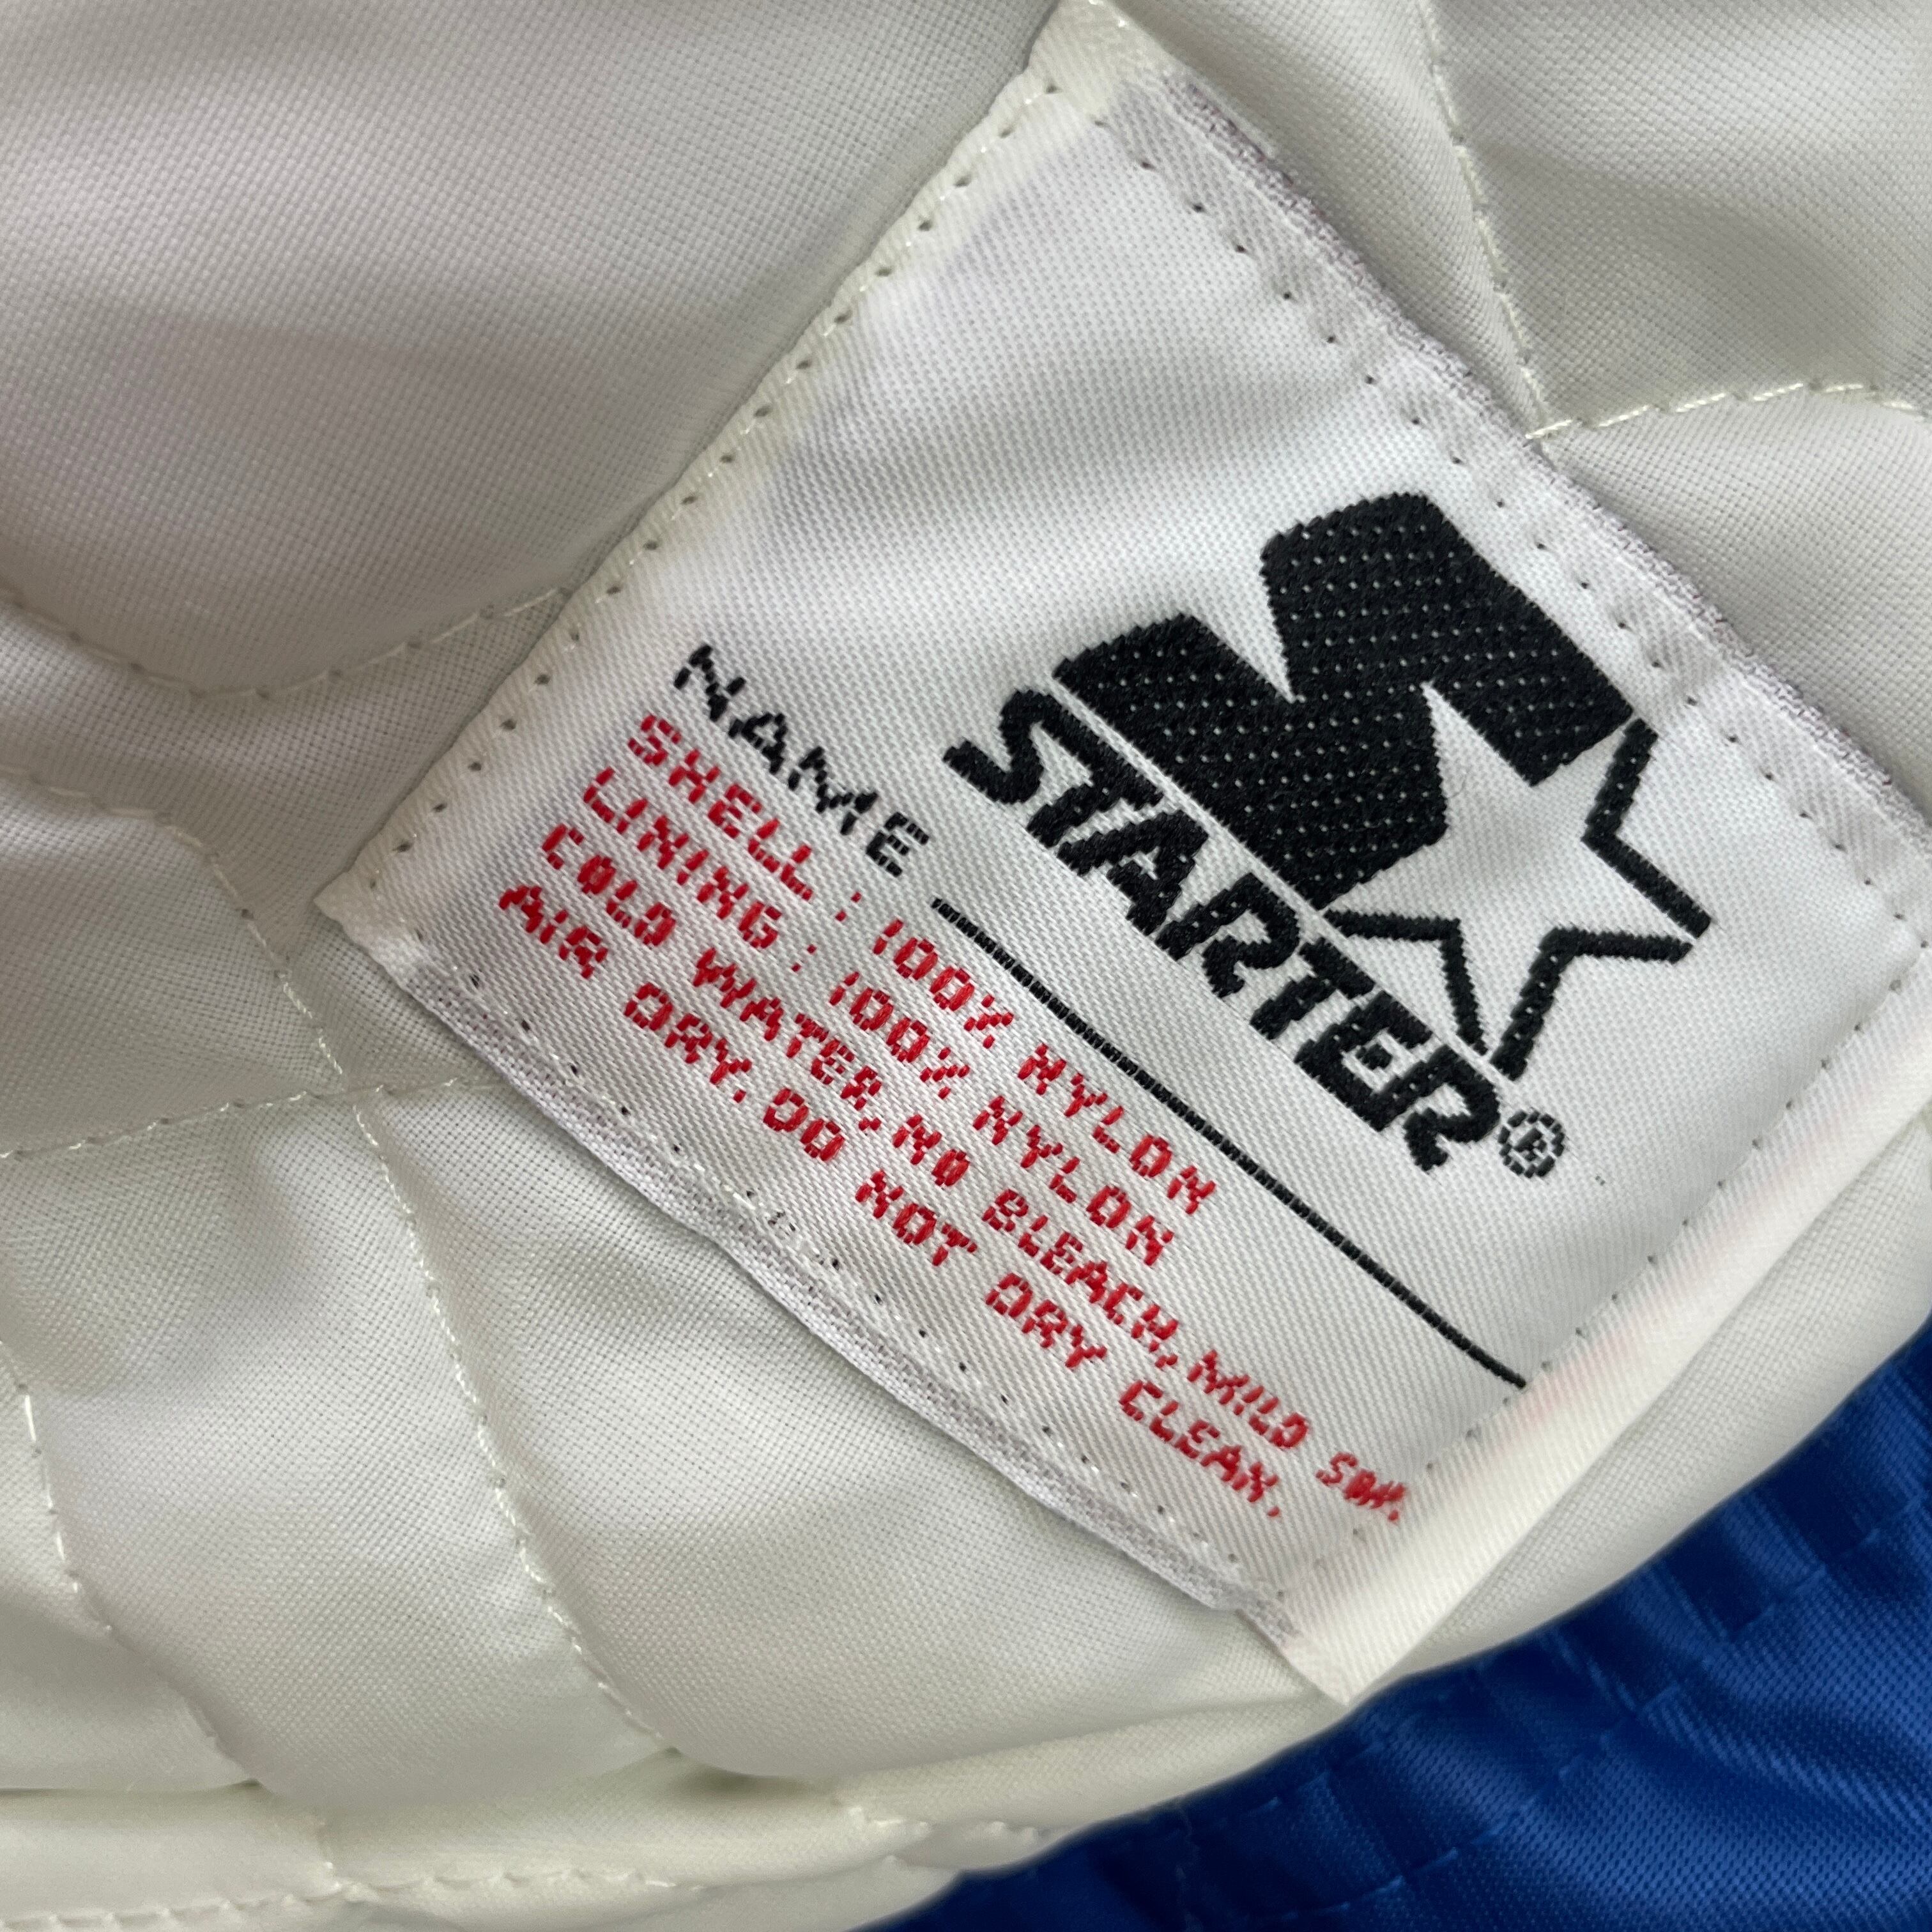 STARTER®
NAME
SHELL: 100% NYLON
LINING: 100% NYLON
COLD WATER, NO BLEACH, MILD
AIR DRY. DO NOT DRY CLEAN.